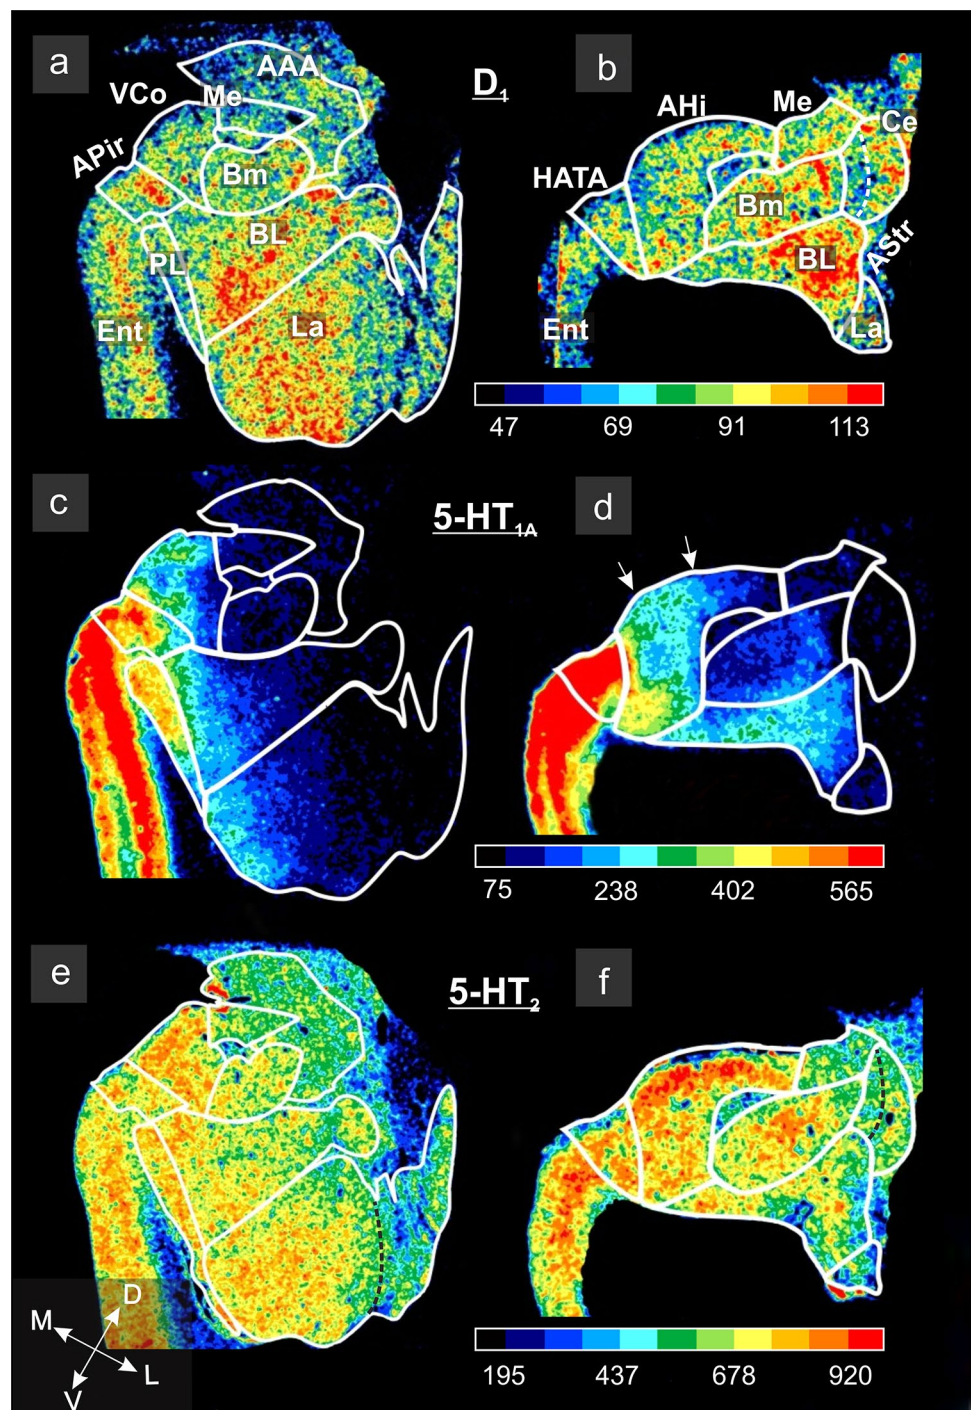 a
b
AAA
D1
VCo
Me
AHi
Me
Ce
APir
Bm
HATA
Bm
BL
AStr
PL
BL
Ent
La
Ent
La
47 69 91 113
c
5-HT1A
d
75 238 402 565
e
5-HT2
f
D
M
L
V
195 437 678 920